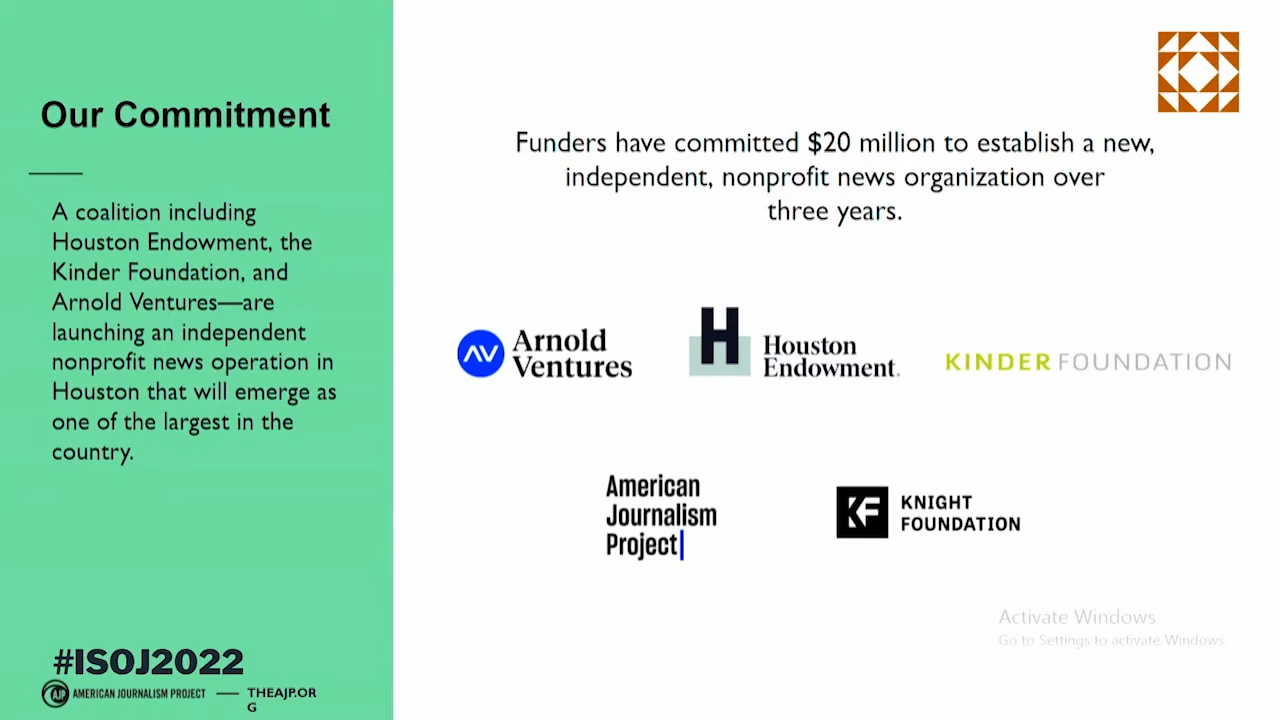 Our Commitment
A coalition including
Houston Endowment, the
Kinder Foundation, and
Arnold Ventures—are
launching an independent
nonprofit news operation in
Houston that will emerge as
one of the largest in the
country.
#ISOJ2022
AJP AMERICAN JOURNALISM PROJECT — THEAJP.OR
G
Funders have committed $20 million to establish a new,
independent, nonprofit news organization over
three years.
AV Arnold
Ventures
H Houston
Endowment.
KINDER FOUNDATION
American
Journalism
Project
KF KNIGHT
FOUNDATION
Activate Windows
Go to Settings to activate Windows.